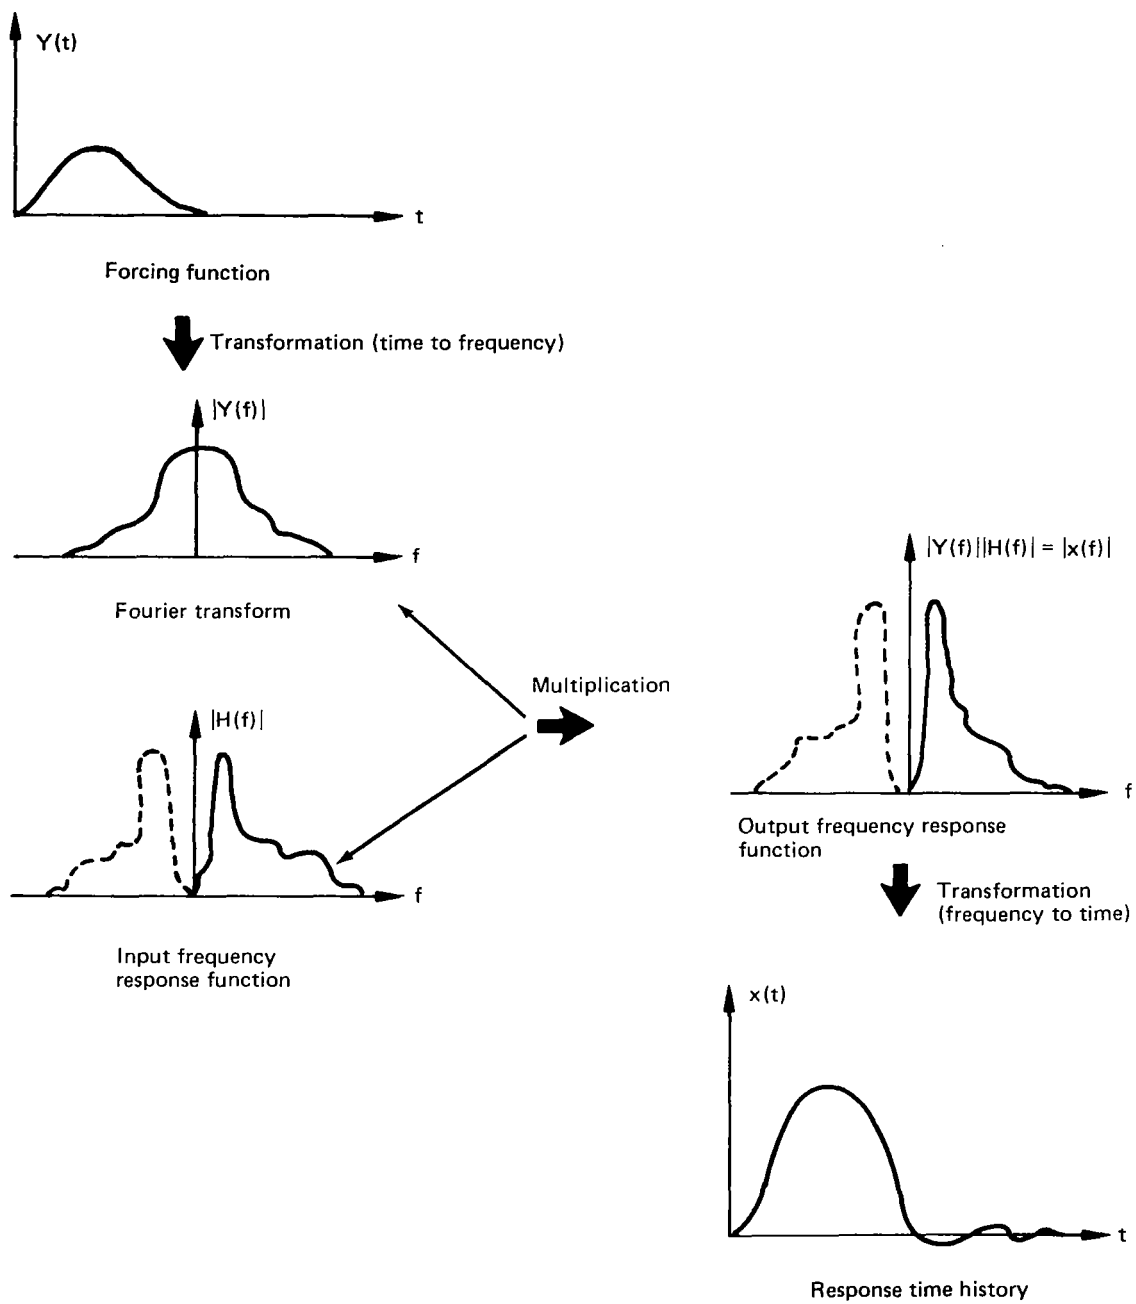 Y(t)
t
Forcing function
Transformation (time to frequency)
|Y(f)|
f
Fourier transform
|H(f)|
f
Input frequency
response function
Multiplication
|Y(f)||H(f)| = |x(f)|
f
Output frequency response
function
Transformation
(frequency to time)
x(t)
t
Response time history